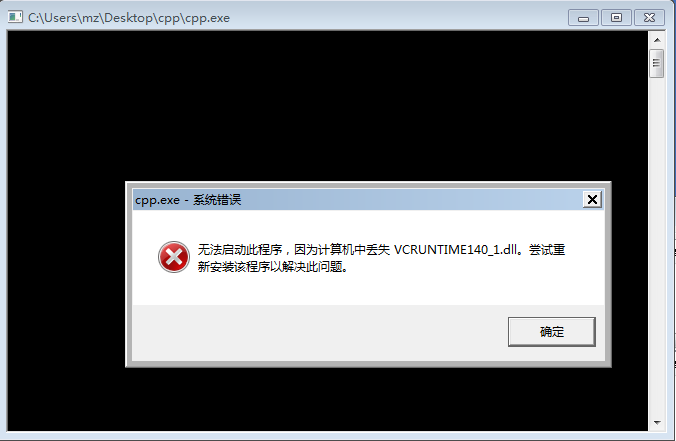 C:\Users\mz\Desktop\cpp\cpp.exe
cpp.exe - 系统错误
无法启动此程序，因为计算机中丢失 VCRUNTIME140_1.dll。尝试重
新安装该程序以解决此问题。
确定